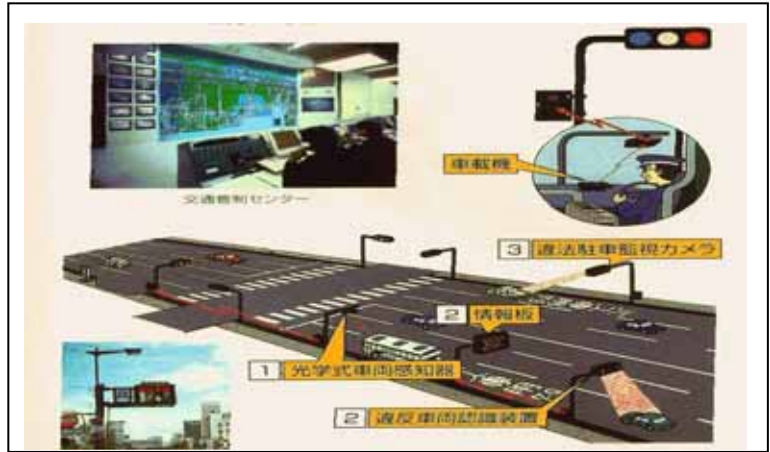 交通管制センター
車載機
3 違法駐車監視カメラ
2 情報板
1 光学式車両感知器
2 違反車両認識装置